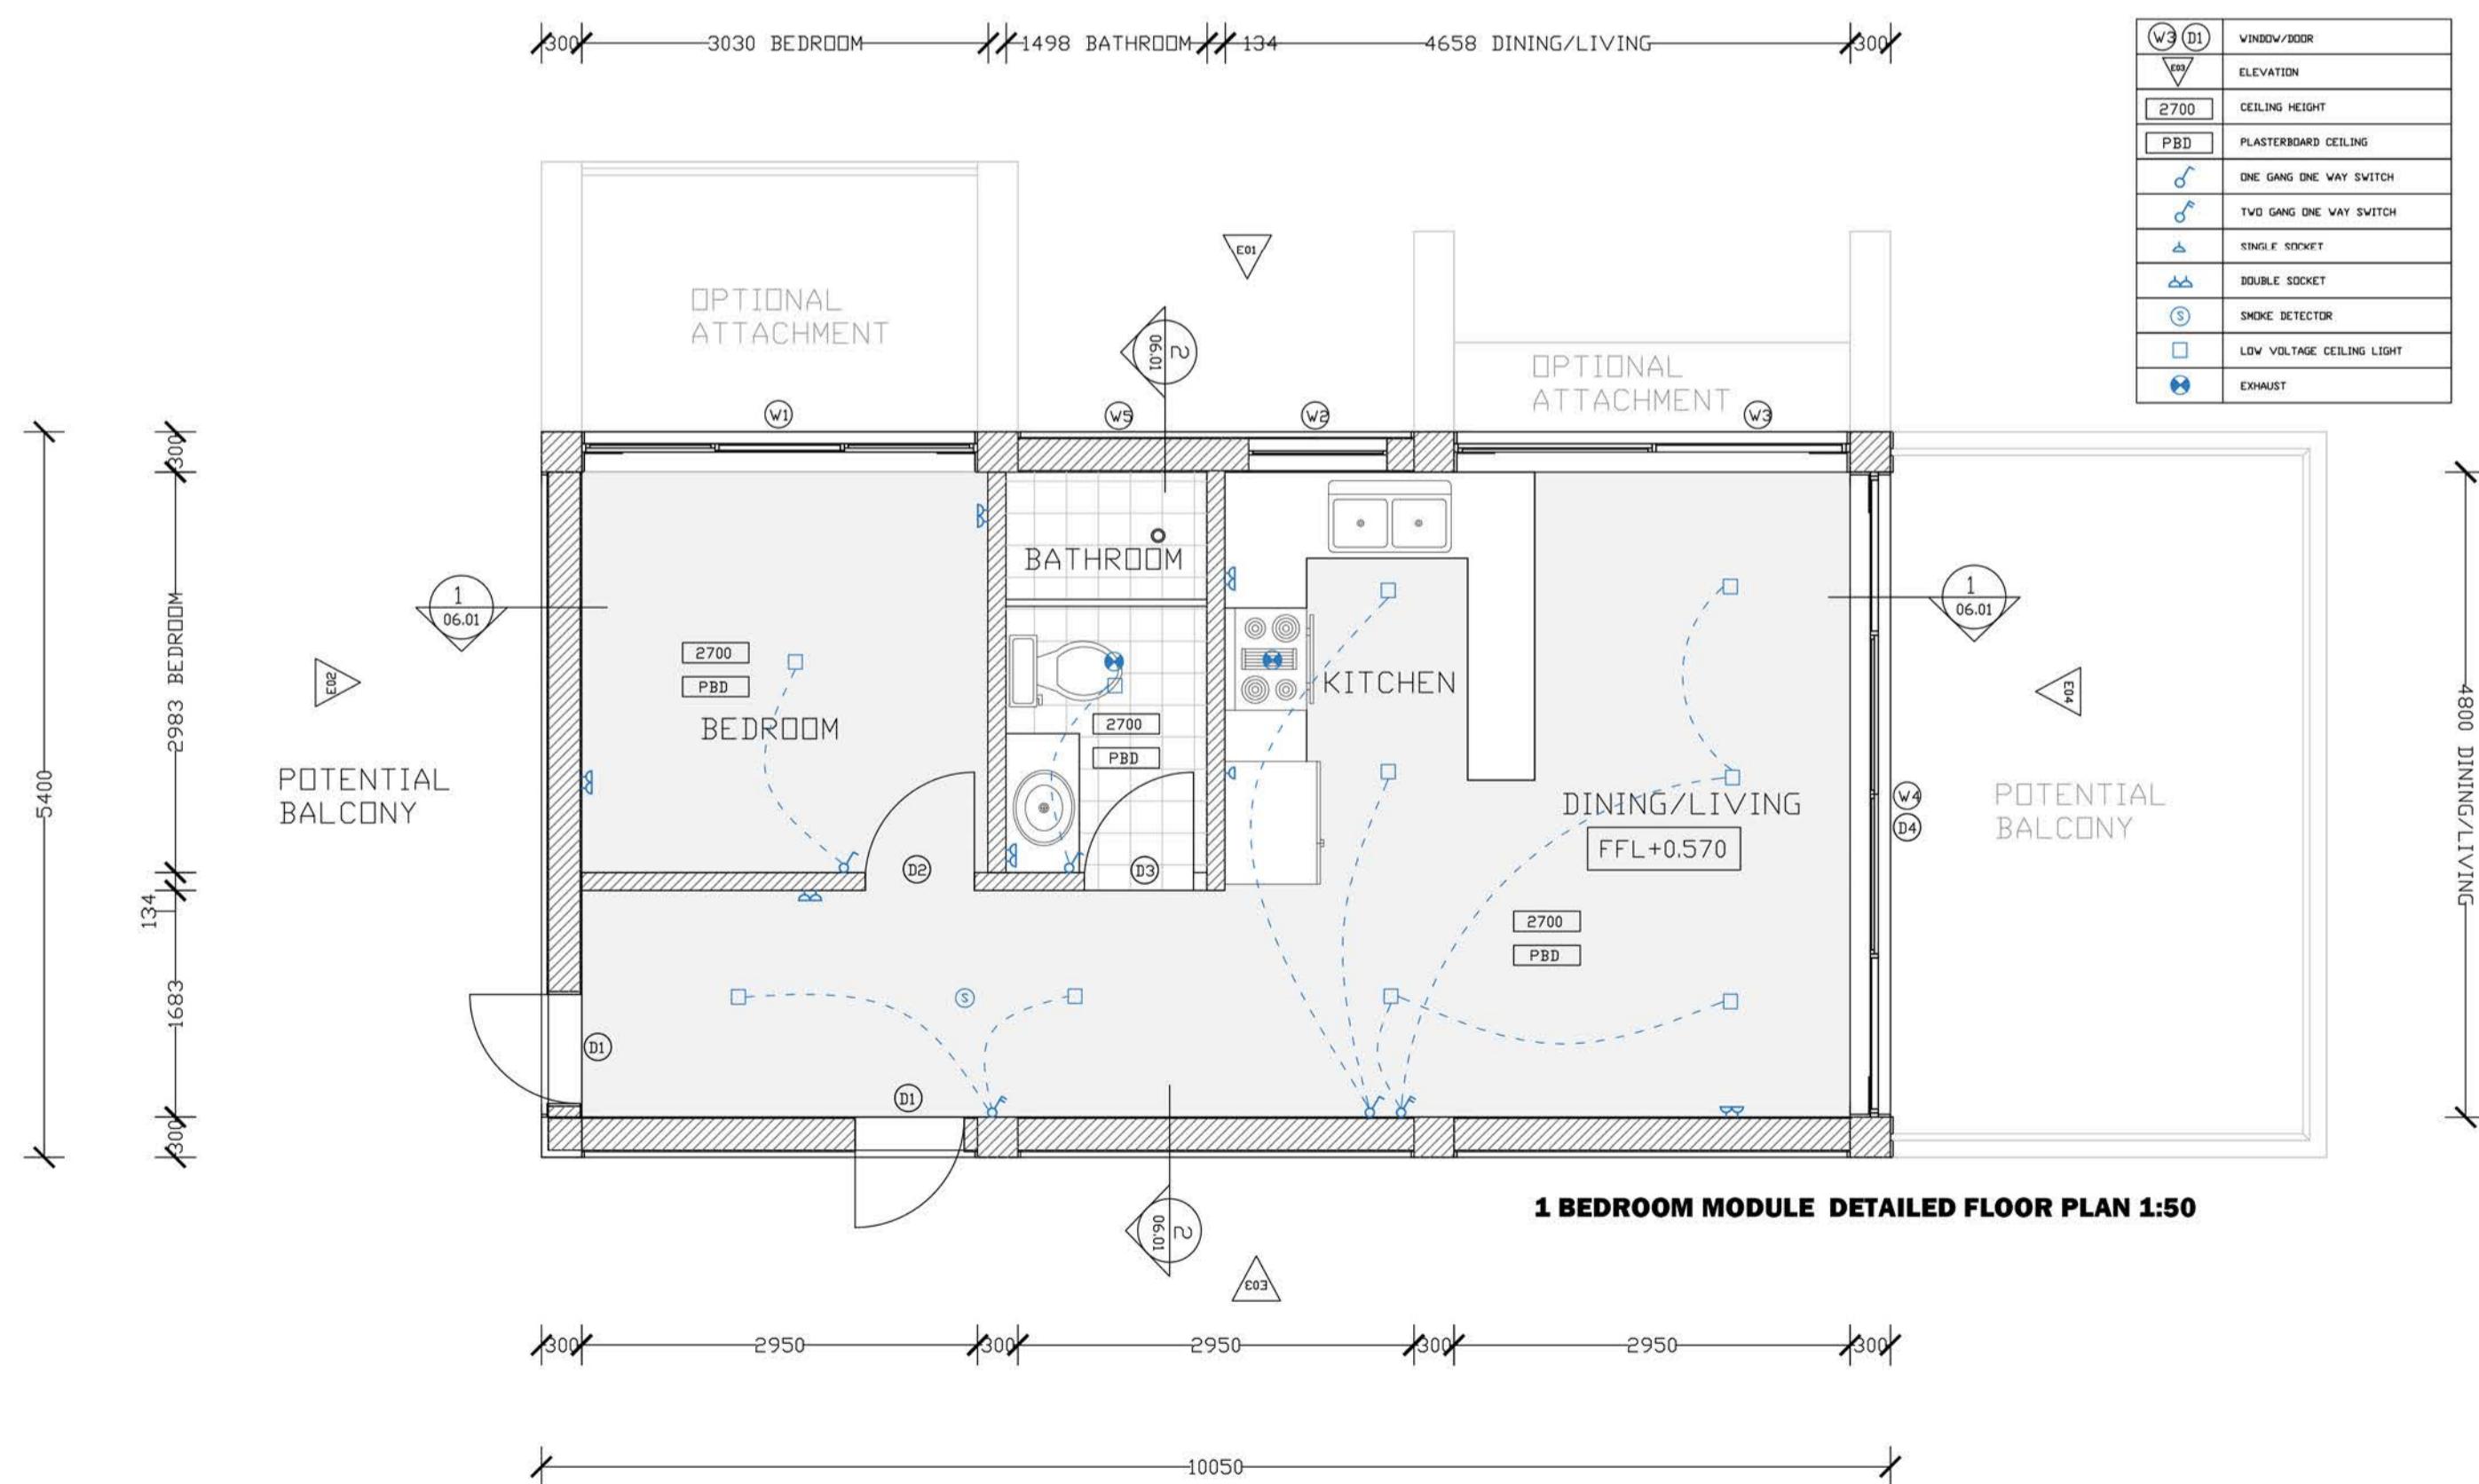 300
3030 BEDROOM
1498 BATHROOM
134
4658 DINING/LIVING
300
W3 D1 WINDOW/DOOR
E03 ELEVATION
2700 CEILING HEIGHT
PBD PLASTERBOARD CEILING
ONE GANG ONE WAY SWITCH
TWO GANG ONE WAY SWITCH
SINGLE SOCKET
DOUBLE SOCKET
S SMOKE DETECTOR
LOW VOLTAGE CEILING LIGHT
EXHAUST
E01
OPTIONAL
ATTACHMENT
OPTIONAL
ATTACHMENT
2
06.01
W1
W5
W2
W3
300
2983 BEDROOM
134
1683
300
5400
4800 DINING/LIVING
BATHROOM
1
06.01
1
06.01
2700
PBD
BEDROOM
E02
POTENTIAL
BALCONY
KITCHEN
2700
PBD
E04
POTENTIAL
BALCONY
W4
D4
DINING/LIVING
FFL+0.570
D2
D3
2700
PBD
S
D1
D1
1 BEDROOM MODULE DETAILED FLOOR PLAN 1:50
2
06.01
E03
300
2950
300
2950
300
2950
300
10050